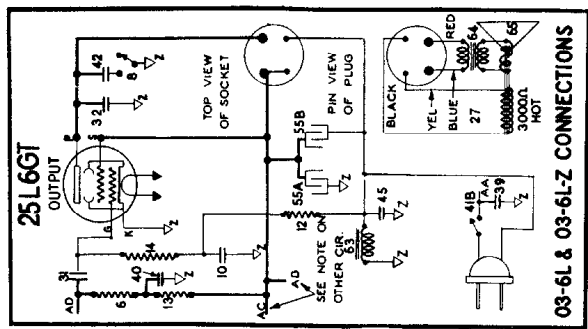 25L6GT
OUTPUT
P
S
G
K
42
8
32
Z
Z
TOP VIEW
OF SOCKET
PIN VIEW
OF PLUG
RED
64
65
BLACK
YEL
BLUE
27
3000Ω
HOT
31
AD
14
6
40
Z
13
10
Z
AC
AD
SEE NOTE ON
OTHER CIR.
12
55A
55B
Z
Z
63
45
Z
Z
41B
AA
39
Z
03-6L & 03-6L-Z CONNECTIONS